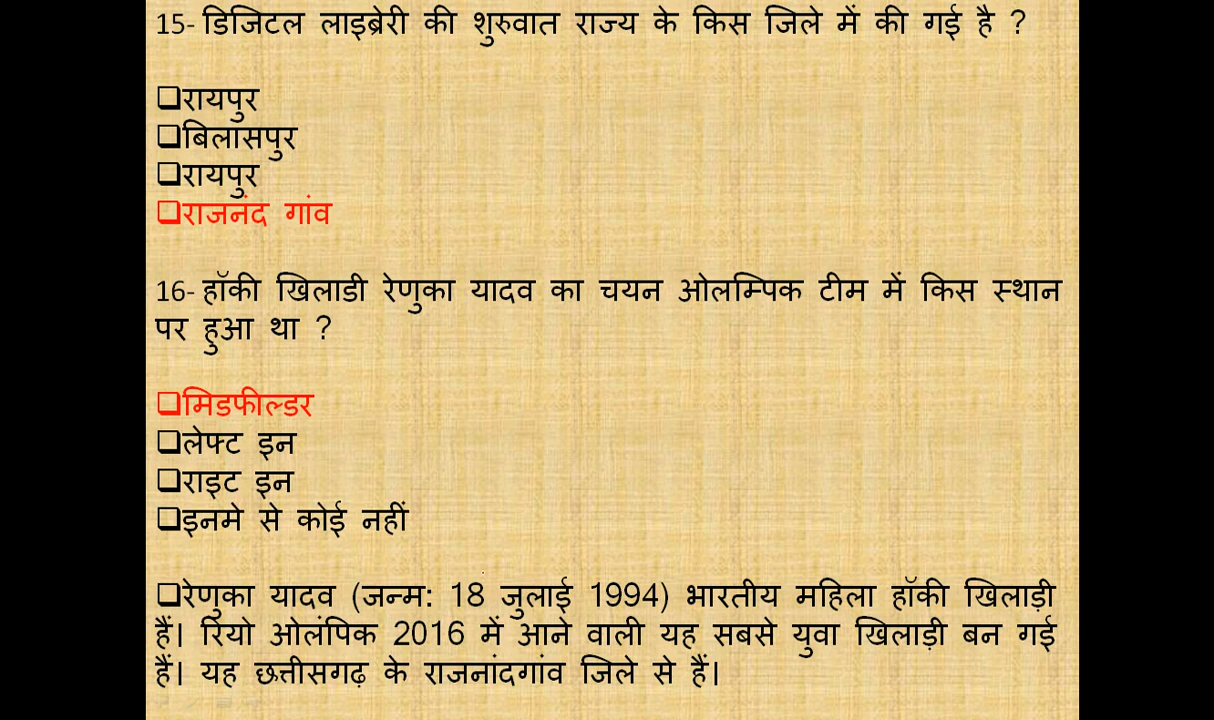 15- डिजिटल लाइब्रेरी की शुरुवात राज्य के किस जिले में की गई है ?
❑रायपुर
❑बिलासपुर
❑रायपुर
❑राजनंद गांव
16- हॉकी खिलाडी रेणुका यादव का चयन ओलम्पिक टीम में किस स्थान
पर हुआ था ?
❑मिडफील्डर
❑लेफ्ट इन
❑राइट इन
❑इनमे से कोई नहीं
❑रेणुका यादव (जन्म: 18 जुलाई 1994) भारतीय महिला हॉकी खिलाड़ी
हैं। रियो ओलंपिक 2016 में आने वाली यह सबसे युवा खिलाड़ी बन गई
हैं। यह छत्तीसगढ़ के राजनांदगांव जिले से हैं।